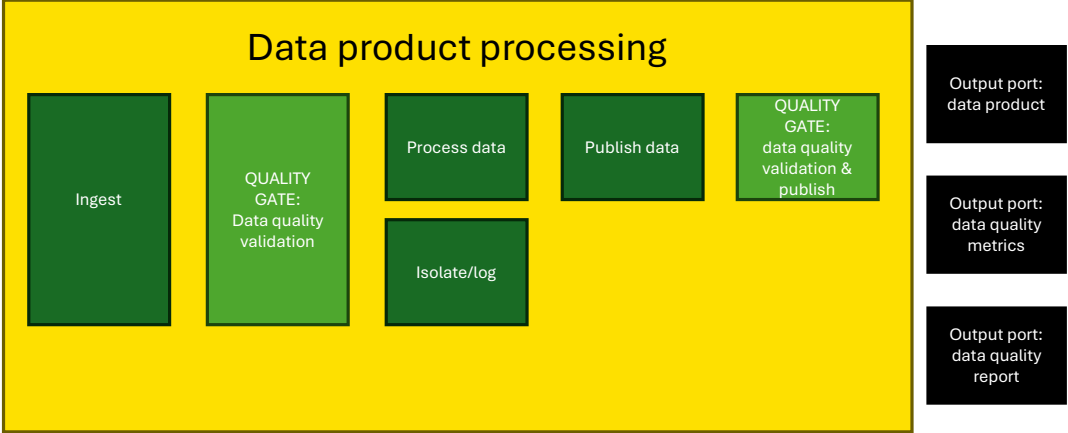 Data product processing
Ingest
QUALITY
GATE:
Data quality
validation
Process data
Isolate/log
Publish data
QUALITY
GATE:
data quality
validation &
publish
Output port:
data product
Output port:
data quality
metrics
Output port:
data quality
report